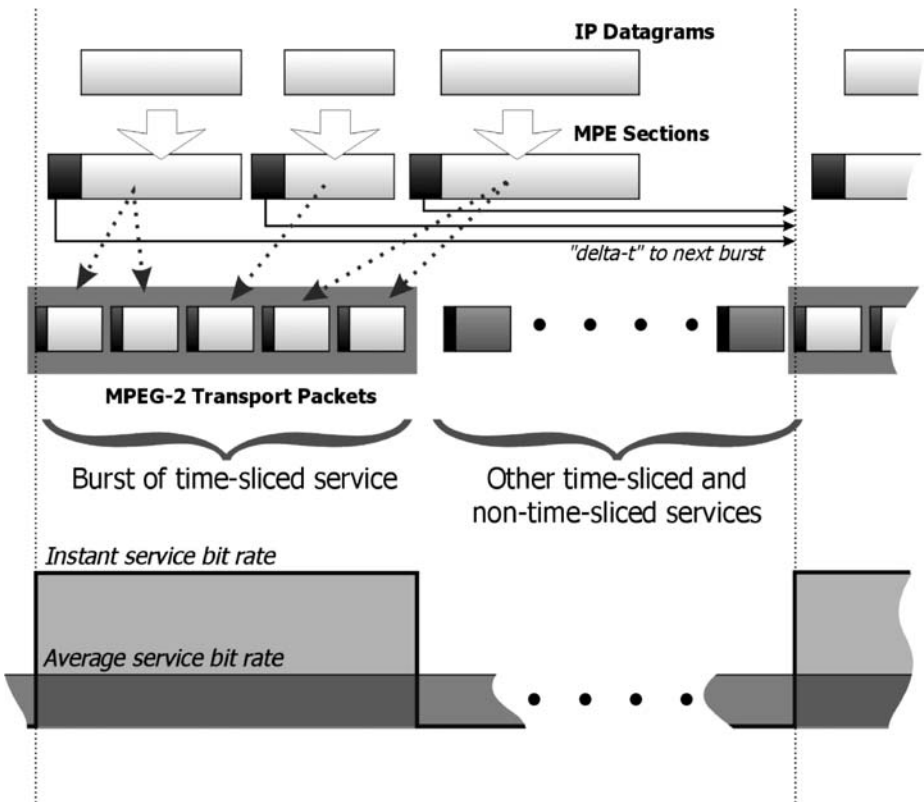 IP Datagrams
MPE Sections
"delta-t" to next burst
MPEG-2 Transport Packets
Burst of time-sliced service
Other time-sliced and
non-time-sliced services
Instant service bit rate
Average service bit rate